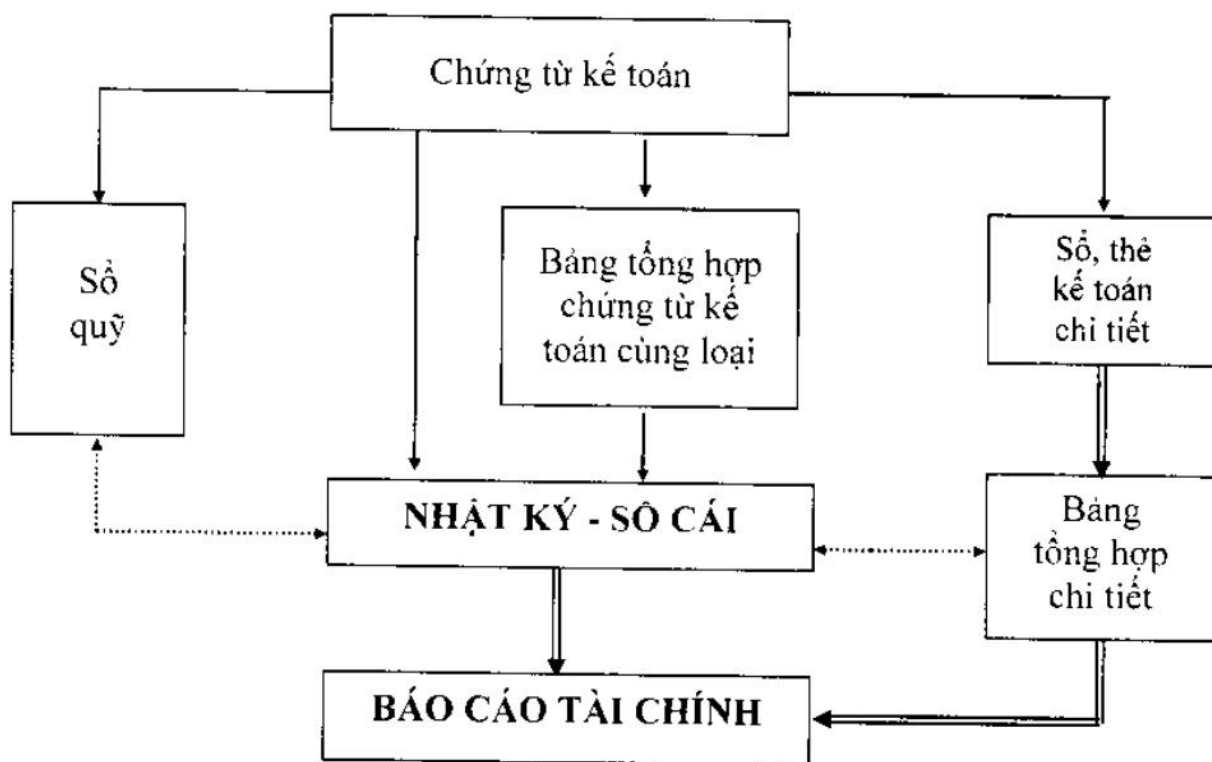 Chứng từ kế toán
Sổ
quỹ
Bảng tổng hợp
chứng từ kế
toán cùng loại
Sổ, thẻ
kế toán
chi tiết
NHẬT KÝ - SỔ CÁI
Bảng
tổng hợp
chi tiết
BÁO CÁO TÀI CHÍNH